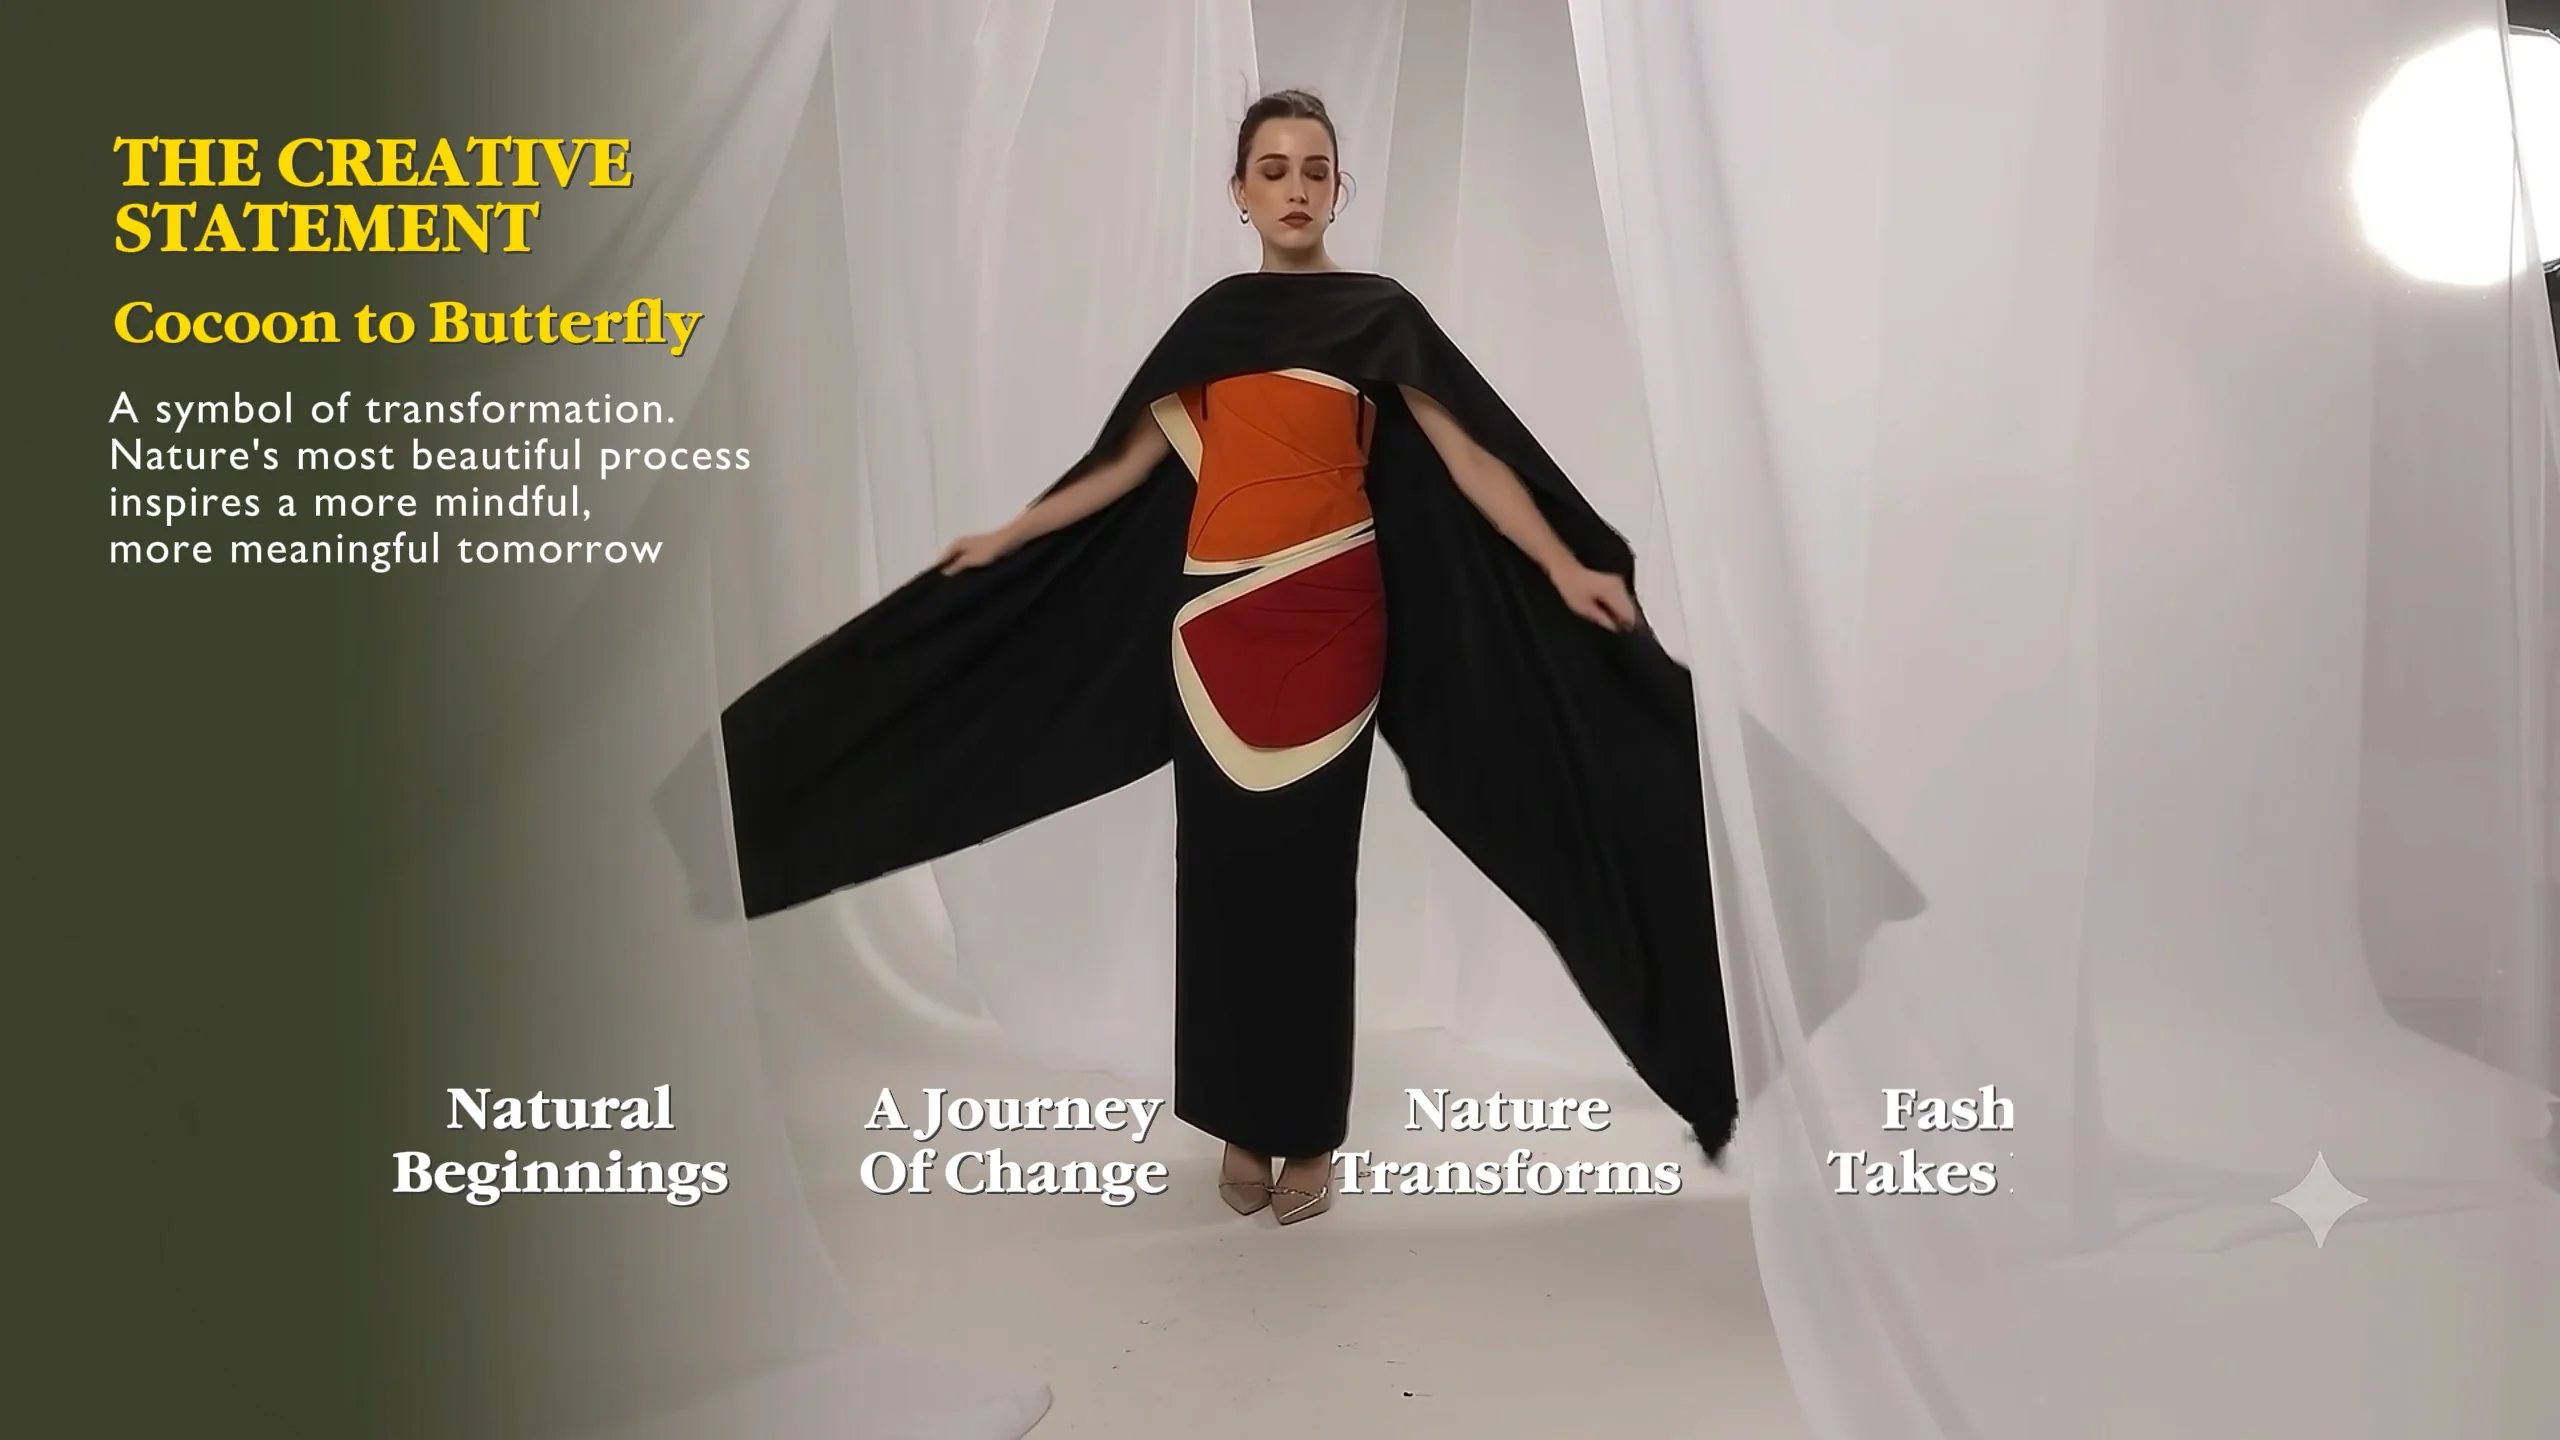 THE CREATIVE
STATEMENT
Cocoon to Butterfly
A symbol of transformation.
Nature's most beautiful process
inspires a more mindful,
more meaningful tomorrow
Natural
Beginnings
A Journey
Of Change
Nature
Transforms
Fash
Takes